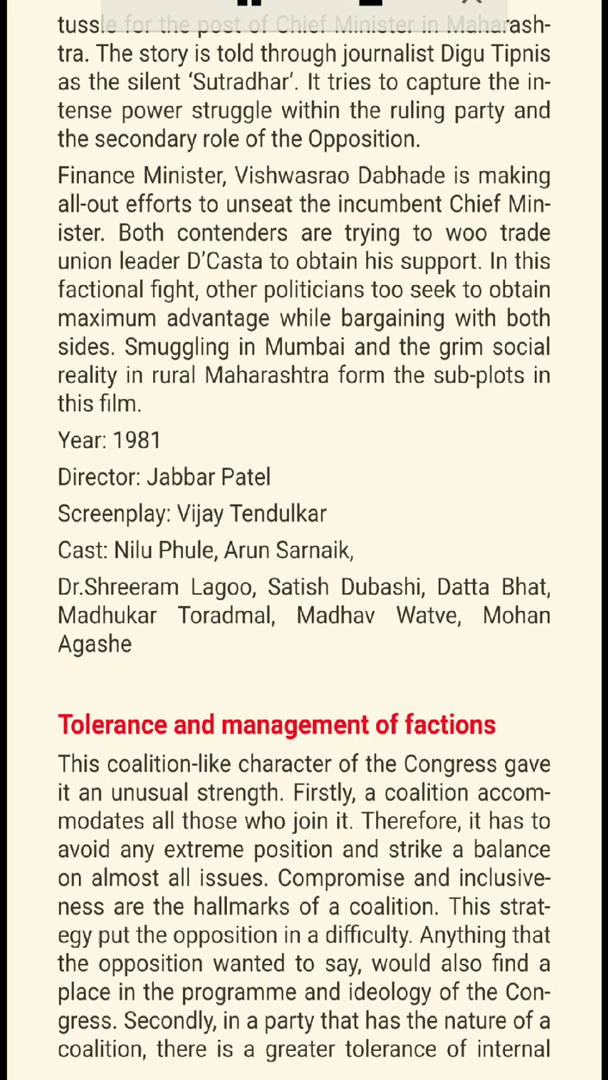 tussle for the post of Chief Minister in Maharash-
tra. The story is told through journalist Digu Tipnis
as the silent ‘Sutradhar’. It tries to capture the in-
tense power struggle within the ruling party and
the secondary role of the Opposition.
Finance Minister, Vishwasrao Dabhade is making
all-out efforts to unseat the incumbent Chief Min-
ister. Both contenders are trying to woo trade
union leader D’Casta to obtain his support. In this
factional fight, other politicians too seek to obtain
maximum advantage while bargaining with both
sides. Smuggling in Mumbai and the grim social
reality in rural Maharashtra form the sub-plots in
this film.
Year: 1981
Director: Jabbar Patel
Screenplay: Vijay Tendulkar
Cast: Nilu Phule, Arun Sarnaik,
Dr.Shreeram Lagoo, Satish Dubashi, Datta Bhat,
Madhukar Toradmal, Madhav Watve, Mohan
Agashe
Tolerance and management of factions
This coalition-like character of the Congress gave
it an unusual strength. Firstly, a coalition accom-
modates all those who join it. Therefore, it has to
avoid any extreme position and strike a balance
on almost all issues. Compromise and inclusive-
ness are the hallmarks of a coalition. This strat-
egy put the opposition in a difficulty. Anything that
the opposition wanted to say, would also find a
place in the programme and ideology of the Con-
gress. Secondly, in a party that has the nature of a
coalition, there is a greater tolerance of internal